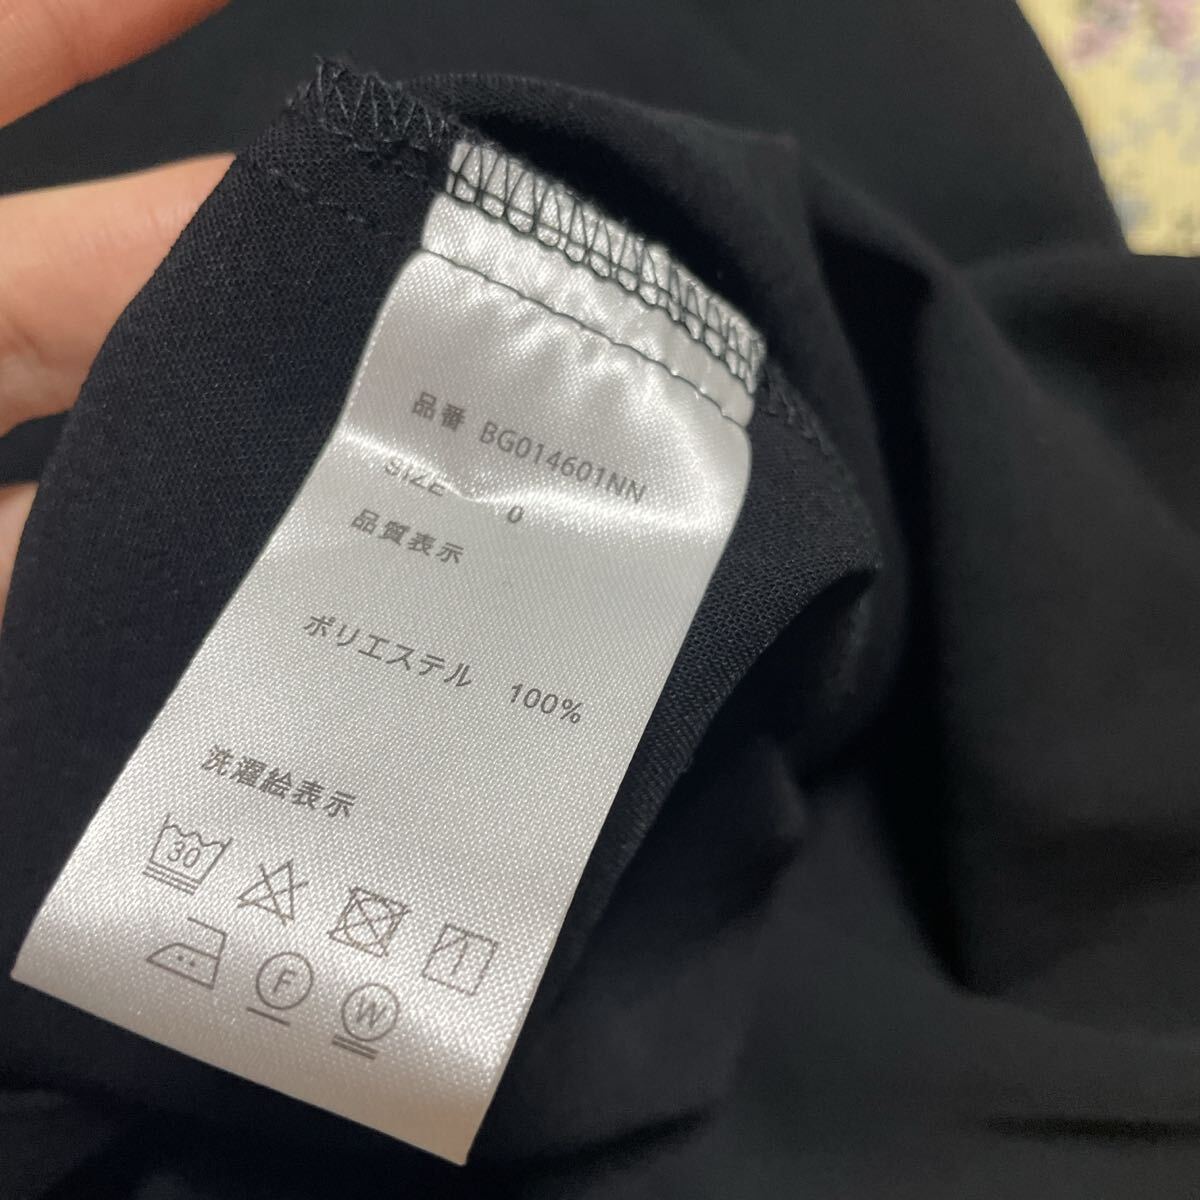 品番 BG014601NN
SIZE 0
品質表示
ポリエステル 100%
洗濯絵表示
30
F
W